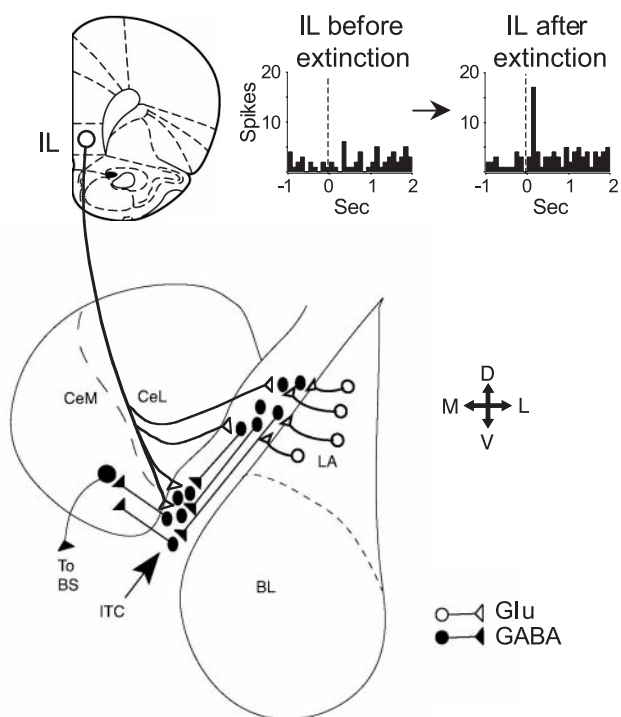 IL before
extinction
IL after
extinction
20
10
Spikes
-1 0 1 2
Sec
20
10
-1 0 1 2
Sec
IL
CeM
CeL
LA
D
M L
V
To
BS
ITC
BL
Glu
GABA